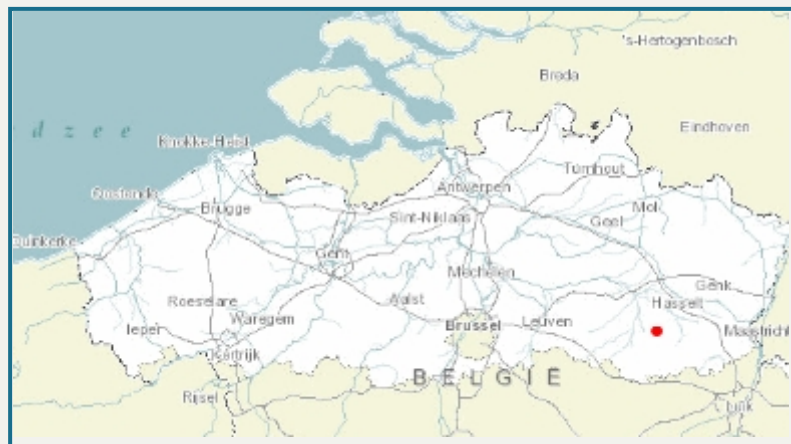 's-Hertogenbosch
Breda
d z e e
Eindhoven
Knokke-Heist
Turnhout
Antwerpen
Oostende
Mol
Brugge
Sint-Niklaas
Geel
Duinkerke
Gent
Mechelen
Genk
Roeselare
Aalst
Hasselt
Waregem
Brussel
Leuven
Ieper
Maastricht
Kortrijk
BELGIË
Rijsel
Luik